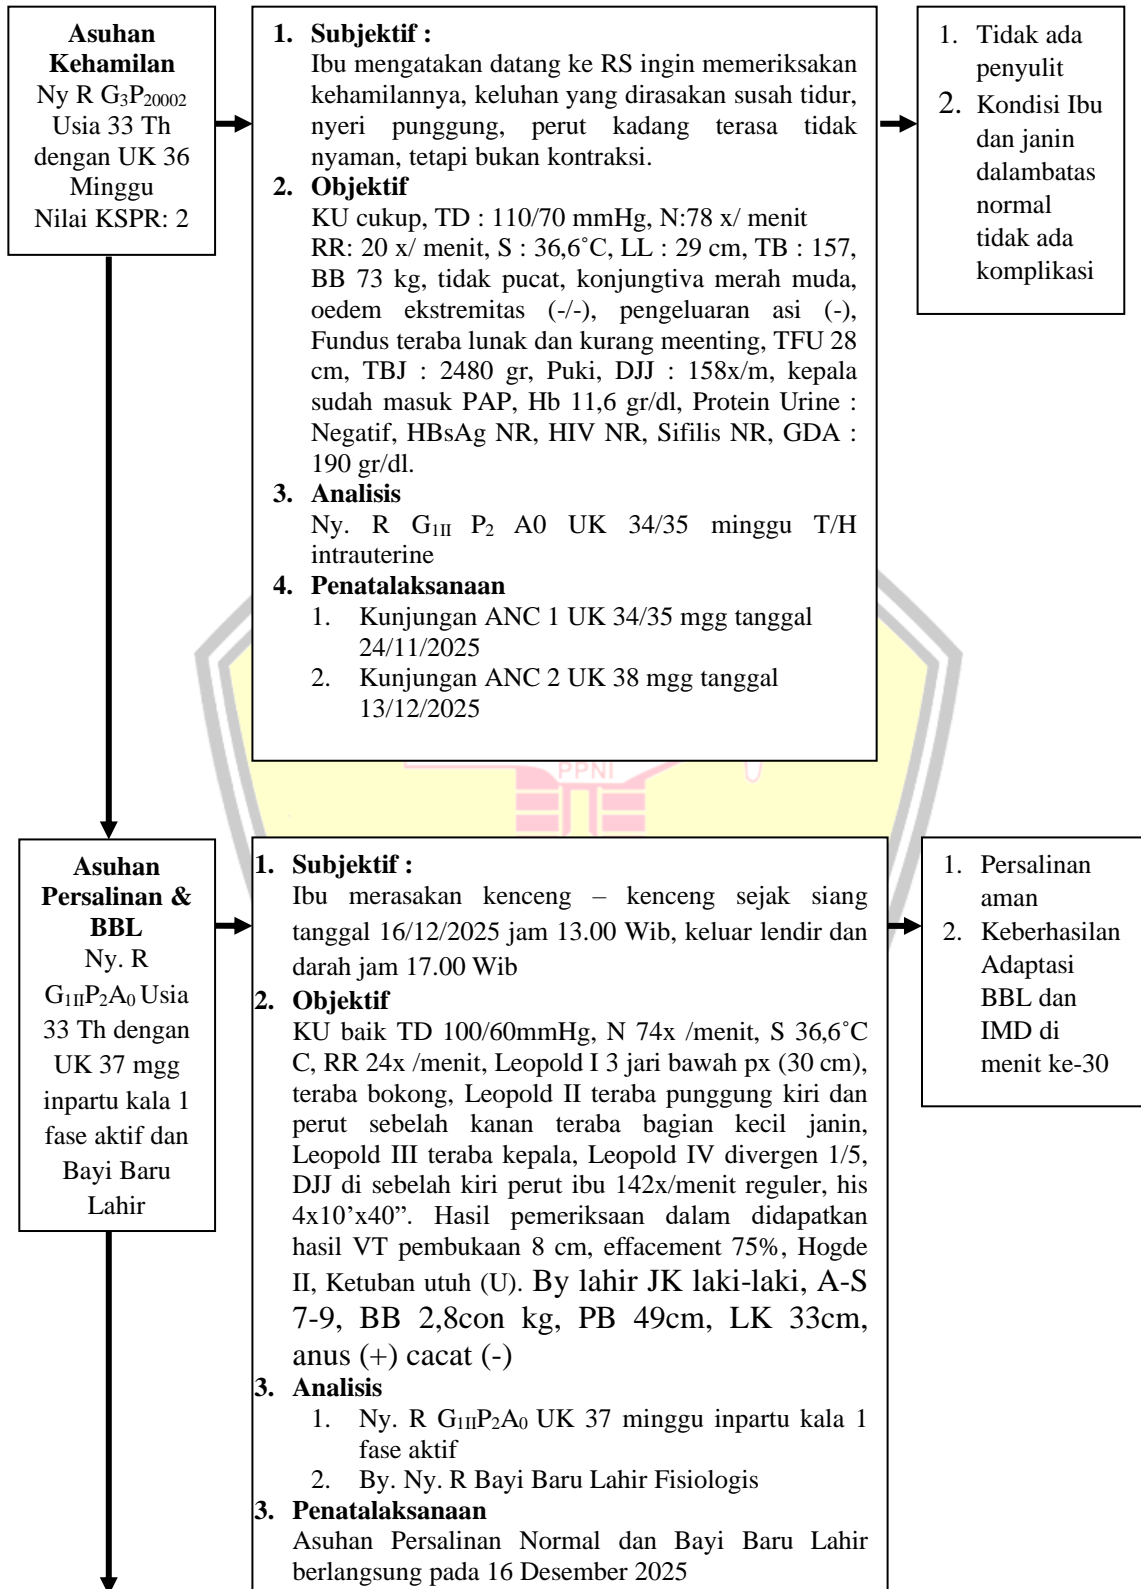 Asuhan
Kehamilan
Ny R G₃P₂₀₀₀₂
Usia 33 Th
dengan UK 36
Minggu
Nilai KSPR: 2
1. Subjektif :
Ibu mengatakan datang ke RS ingin memeriksakan
kehamilannya, keluhan yang dirasakan susah tidur,
nyeri punggung, perut kadang terasa tidak
nyaman, tetapi bukan kontraksi.
2. Objektif
KU cukup, TD : 110/70 mmHg, N:78 x/ menit
RR: 20 x/ menit, S : 36,6˚C, LL : 29 cm, TB : 157,
BB 73 kg, tidak pucat, konjungtiva merah muda,
oedem ekstremitas (-/-), pengeluaran asi (-),
Fundus teraba lunak dan kurang meenting, TFU 28
cm, TBJ : 2480 gr, Puki, DJJ : 158x/m, kepala
sudah masuk PAP, Hb 11,6 gr/dl, Protein Urine :
Negatif, HBsAg NR, HIV NR, Sifilis NR, GDA :
190 gr/dl.
3. Analisis
Ny. R G₁II P₂ A0 UK 34/35 minggu T/H
intrauterine
4. Penatalaksanaan
1. Kunjungan ANC 1 UK 34/35 mgg tanggal
24/11/2025
2. Kunjungan ANC 2 UK 38 mgg tanggal
13/12/2025
1. Tidak ada
penyulit
2. Kondisi Ibu
dan janin
dalambatas
normal
tidak ada
komplikasi
PPNI
Asuhan
Persalinan &
BBL
Ny. R
G₁IIP₂A₀ Usia
33 Th dengan
UK 37 mgg
inpartu kala 1
fase aktif dan
Bayi Baru
Lahir
1. Subjektif :
Ibu merasakan kenceng – kenceng sejak siang
tanggal 16/12/2025 jam 13.00 Wib, keluar lendir dan
darah jam 17.00 Wib
2. Objektif
KU baik TD 100/60mmHg, N 74x /menit, S 36,6˚C
C, RR 24x /menit, Leopold I 3 jari bawah px (30 cm),
teraba bokong, Leopold II teraba punggung kiri dan
perut sebelah kanan teraba bagian kecil janin,
Leopold III teraba kepala, Leopold IV divergen 1/5,
DJJ di sebelah kiri perut ibu 142x/menit reguler, his
4x10’x40”. Hasil pemeriksaan dalam didapatkan
hasil VT pembukaan 8 cm, effacement 75%, Hogde
II, Ketuban utuh (U). By lahir JK laki-laki, A-S
7-9, BB 2,8con kg, PB 49cm, LK 33cm,
anus (+) cacat (-)
3. Analisis
1. Ny. R G₁IIP₂A₀ UK 37 minggu inpartu kala 1
fase aktif
2. By. Ny. R Bayi Baru Lahir Fisiologis
3. Penatalaksanaan
Asuhan Persalinan Normal dan Bayi Baru Lahir
berlangsung pada 16 Desember 2025
1. Persalinan
aman
2. Keberhasilan
Adaptasi
BBL dan
IMD di
menit ke-30